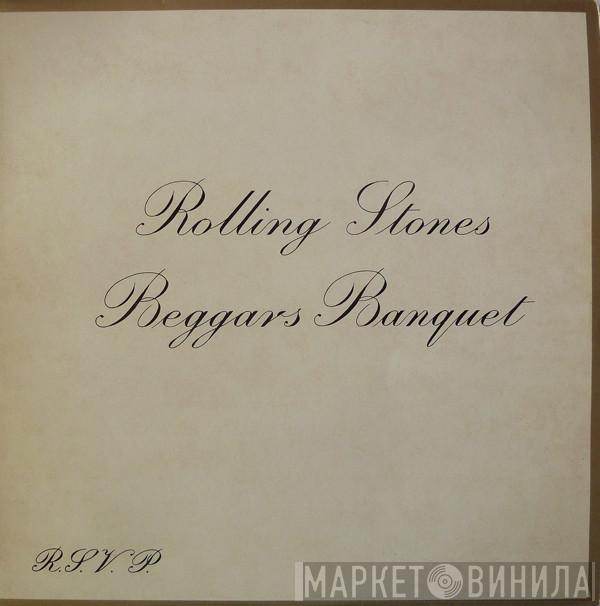 Rolling Stones
Beggars Banquet
R.S.V.P.
МАРКЕТ ВИНИЛА